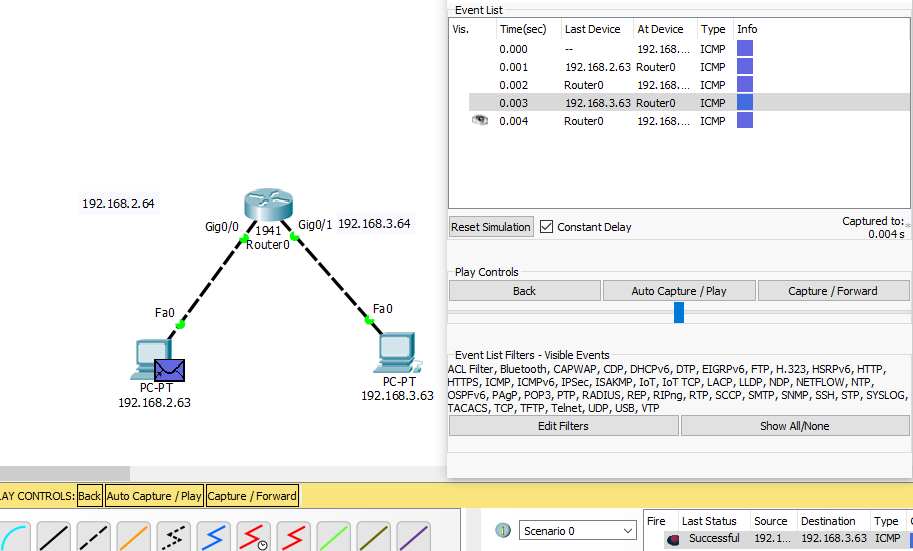 Event List
Vis.
Time(sec)
Last Device
At Device
Type
Info
0.000
--
192.168....
ICMP
0.001
192.168.2.63
Router0
ICMP
0.002
Router0
192.168....
ICMP
0.003
192.168.3.63
Router0
ICMP
0.004
Router0
192.168....
ICMP
192.168.2.64
Gig0/0
Gig0/1
192.168.3.64
1941
Router0
Fa0
Fa0
PC-PT
192.168.2.63
PC-PT
192.168.3.63
Reset Simulation
Constant Delay
Captured to:
0.004 s
Play Controls
Back
Auto Capture / Play
Capture / Forward
Event List Filters - Visible Events
ACL Filter, Bluetooth, CAPWAP, CDP, DHCPv6, DTP, EIGRPv6, FTP, H.323, HSRPv6, HTTP,
HTTPS, ICMP, ICMPv6, IPSec, ISAKMP, IoT, IoT TCP, LACP, LLDP, NDP, NETFLOW, NTP,
OSPFv6, PAgP, POP3, PTP, RADIUS, REP, RIPng, RTP, SCCP, SMTP, SNMP, SSH, STP, SYSLOG,
TACACS, TCP, TFTP, Telnet, UDP, USB, VTP
Edit Filters
Show All/None
LAY CONTROLS:
Back
Auto Capture / Play
Capture / Forward
Scenario 0
Fire
Last Status
Source
Destination
Type
Successful
192.1...
192.168.3.63
ICMP